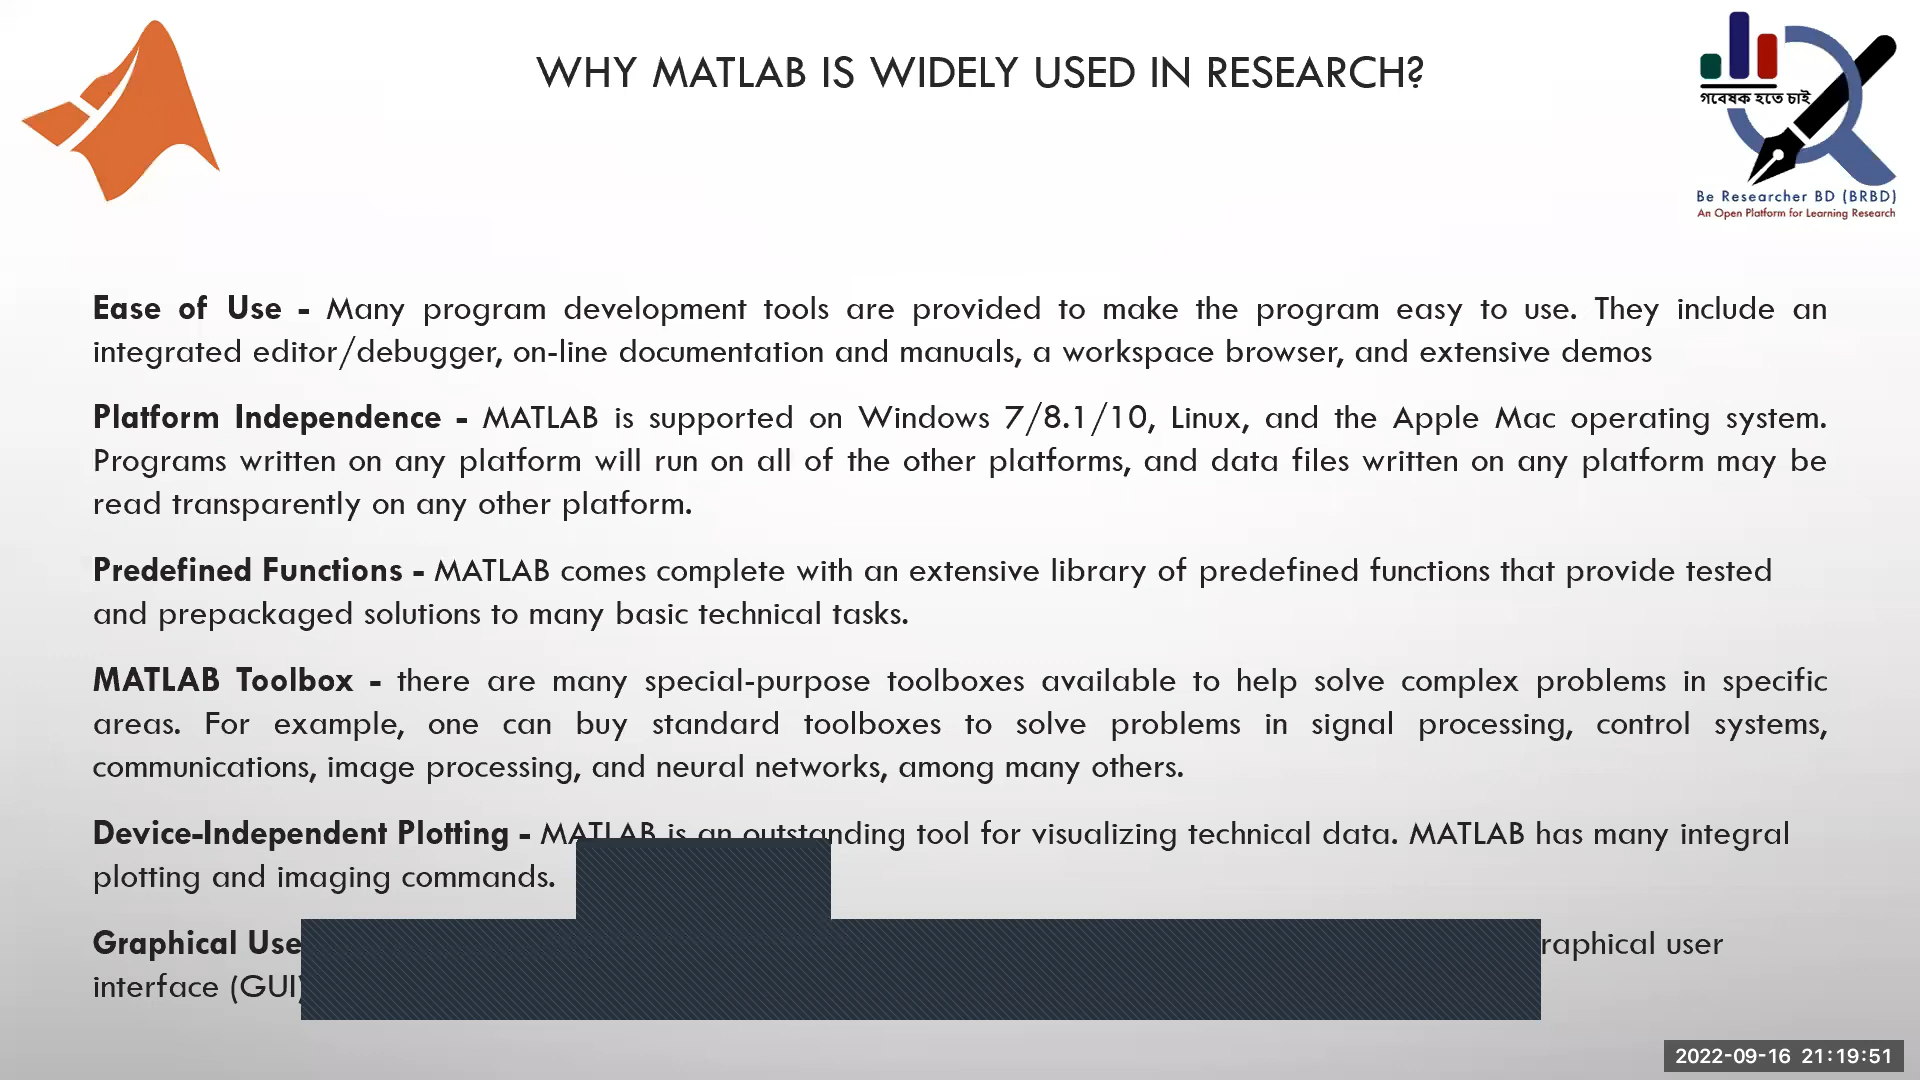 WHY MATLAB IS WIDELY USED IN RESEARCH?
গবেষক হতে চাই
Be Researcher BD (BRBD)
An Open Platform for Learning Research
Ease of Use - Many program development tools are provided to make the program easy to use. They include an
integrated editor/debugger, on-line documentation and manuals, a workspace browser, and extensive demos
Platform Independence - MATLAB is supported on Windows 7/8.1/10, Linux, and the Apple Mac operating system.
Programs written on any platform will run on all of the other platforms, and data files written on any platform may be
read transparently on any other platform.
Predefined Functions - MATLAB comes complete with an extensive library of predefined functions that provide tested
and prepackaged solutions to many basic technical tasks.
MATLAB Toolbox - there are many special-purpose toolboxes available to help solve complex problems in specific
areas. For example, one can buy standard toolboxes to solve problems in signal processing, control systems,
communications, image processing, and neural networks, among many others.
Device-Independent Plotting - MATLAB is an outstanding tool for visualizing technical data. MATLAB has many integral
plotting and imaging commands.
Graphical user
interface (GUI)
2022-09-16 21:19:51